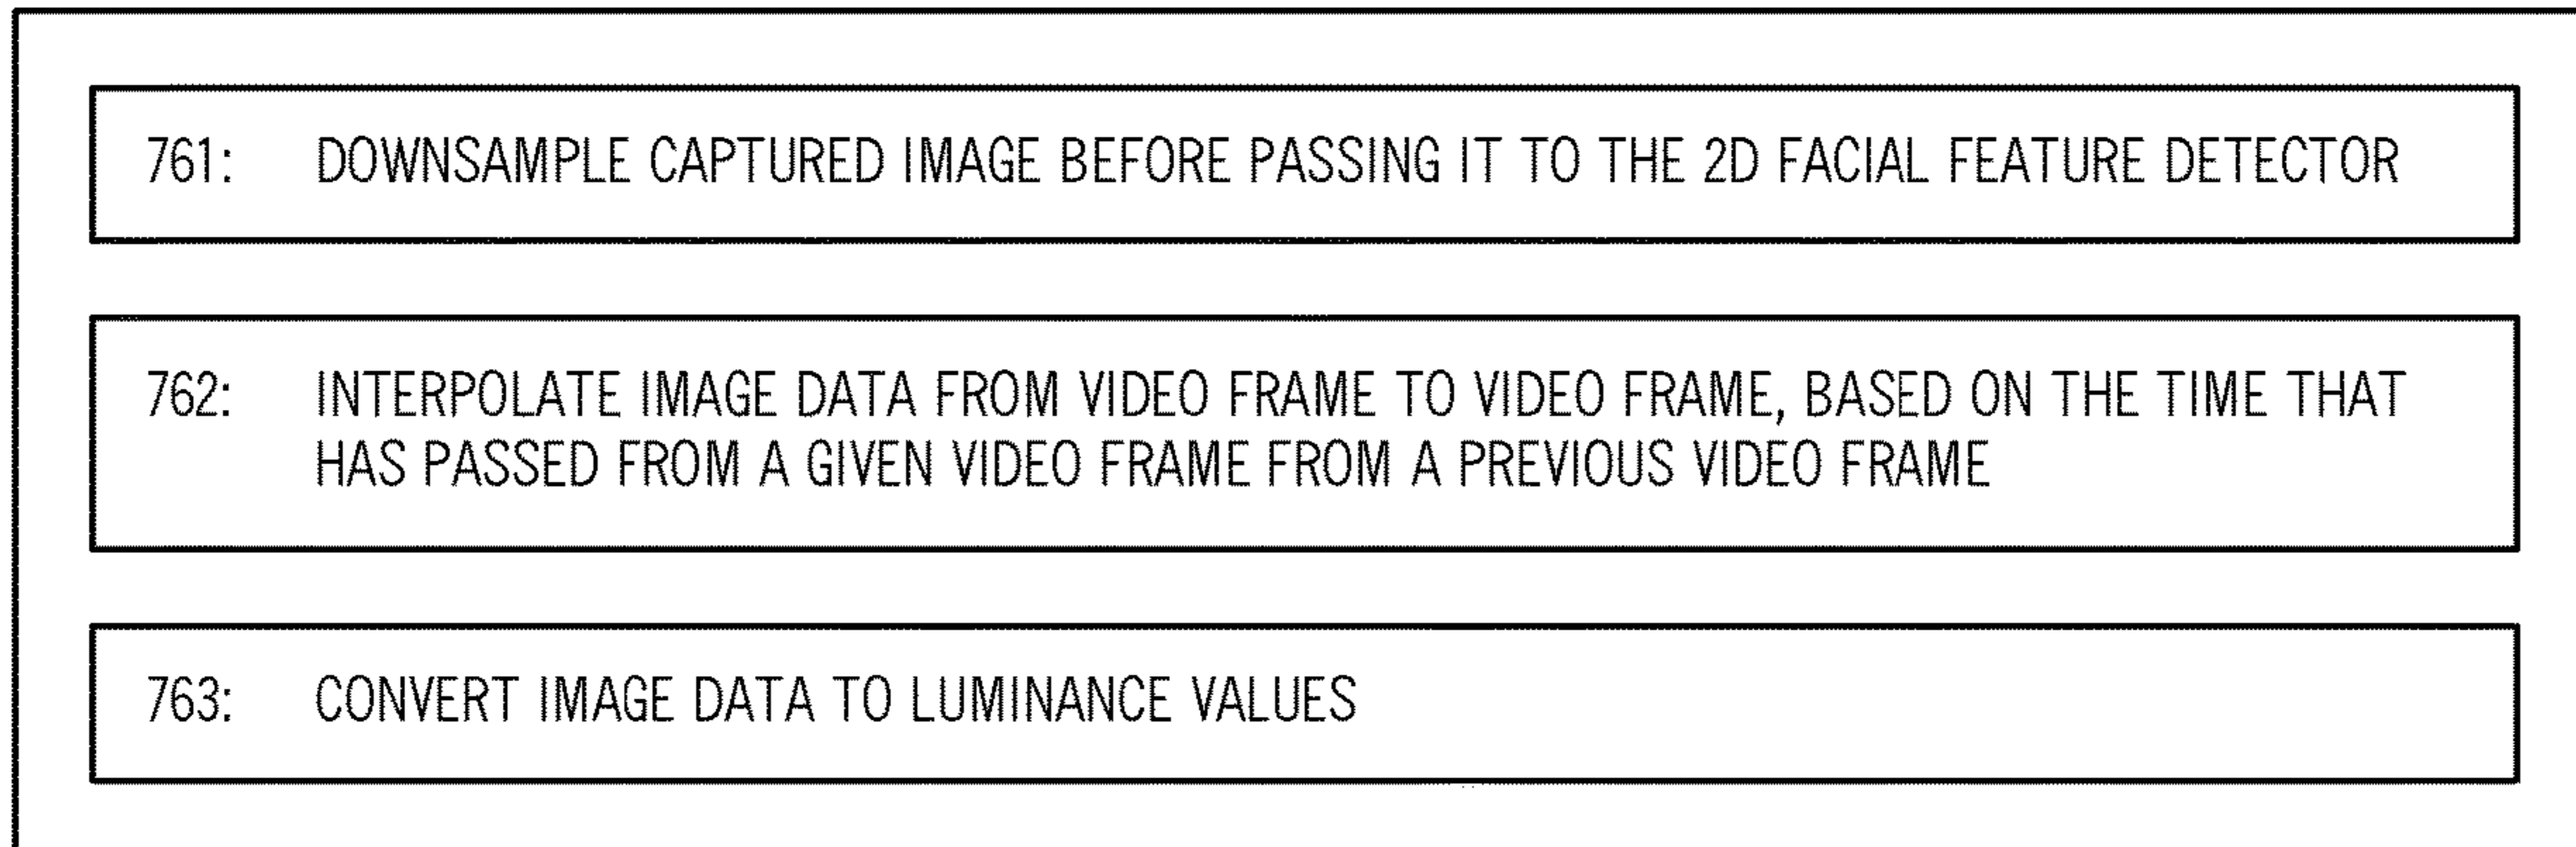 761: DOWNSAMPLE CAPTURED IMAGE BEFORE PASSING IT TO THE 2D FACIAL FEATURE DETECTOR
762: INTERPOLATE IMAGE DATA FROM VIDEO FRAME TO VIDEO FRAME, BASED ON THE TIME THAT
HAS PASSED FROM A GIVEN VIDEO FRAME FROM A PREVIOUS VIDEO FRAME
763: CONVERT IMAGE DATA TO LUMINANCE VALUES